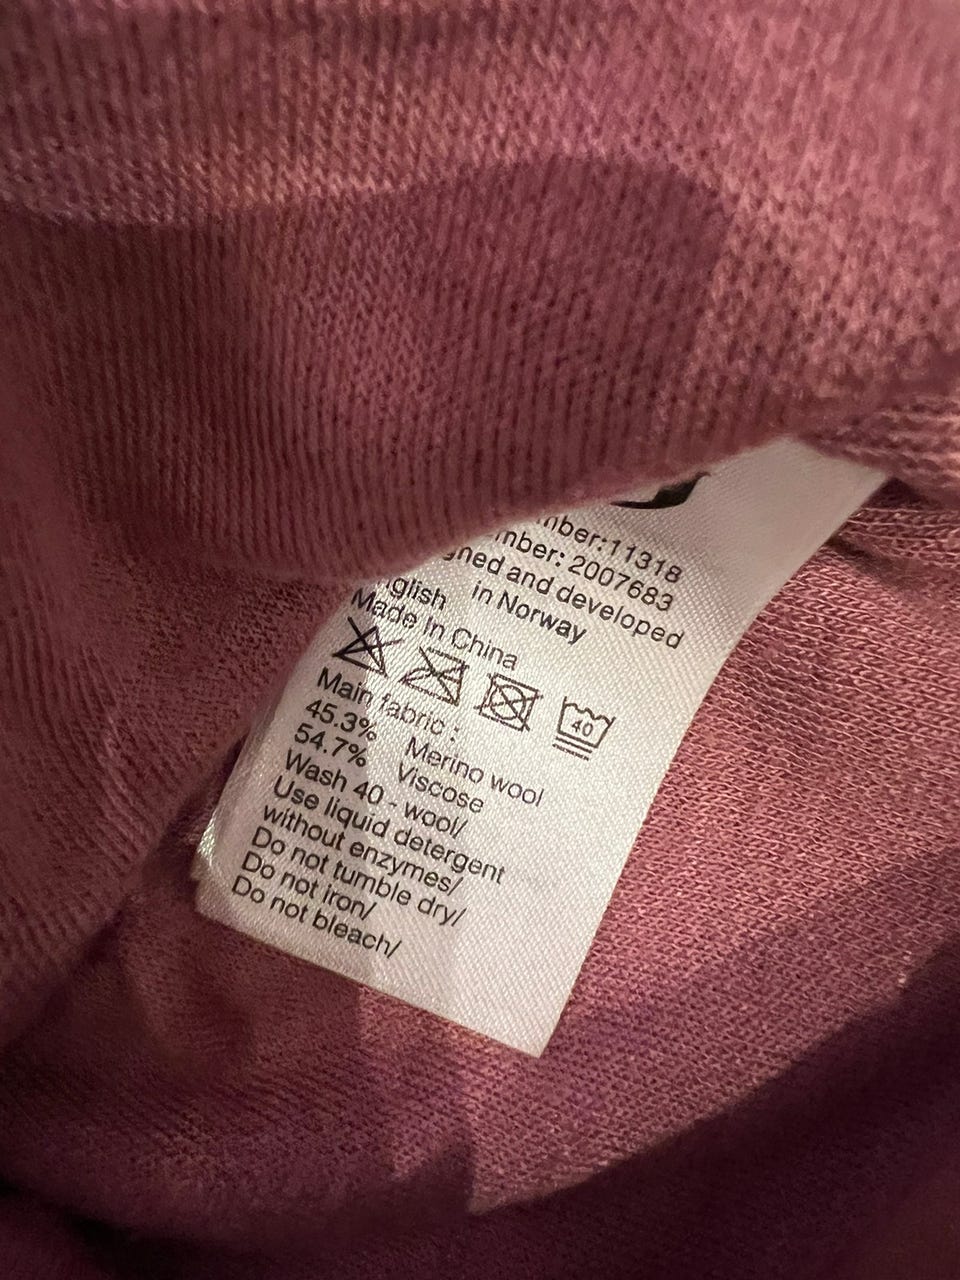 mber:11318
mber: 2007683
gned and developed
in Norway
glish
Made In China
40
Main fabric :
45.3% Merino wool
54.7% Viscose
Wash 40 - wool/
Use liquid detergent
without enzymes/
Do not tumble dry/
Do not iron/
Do not bleach/